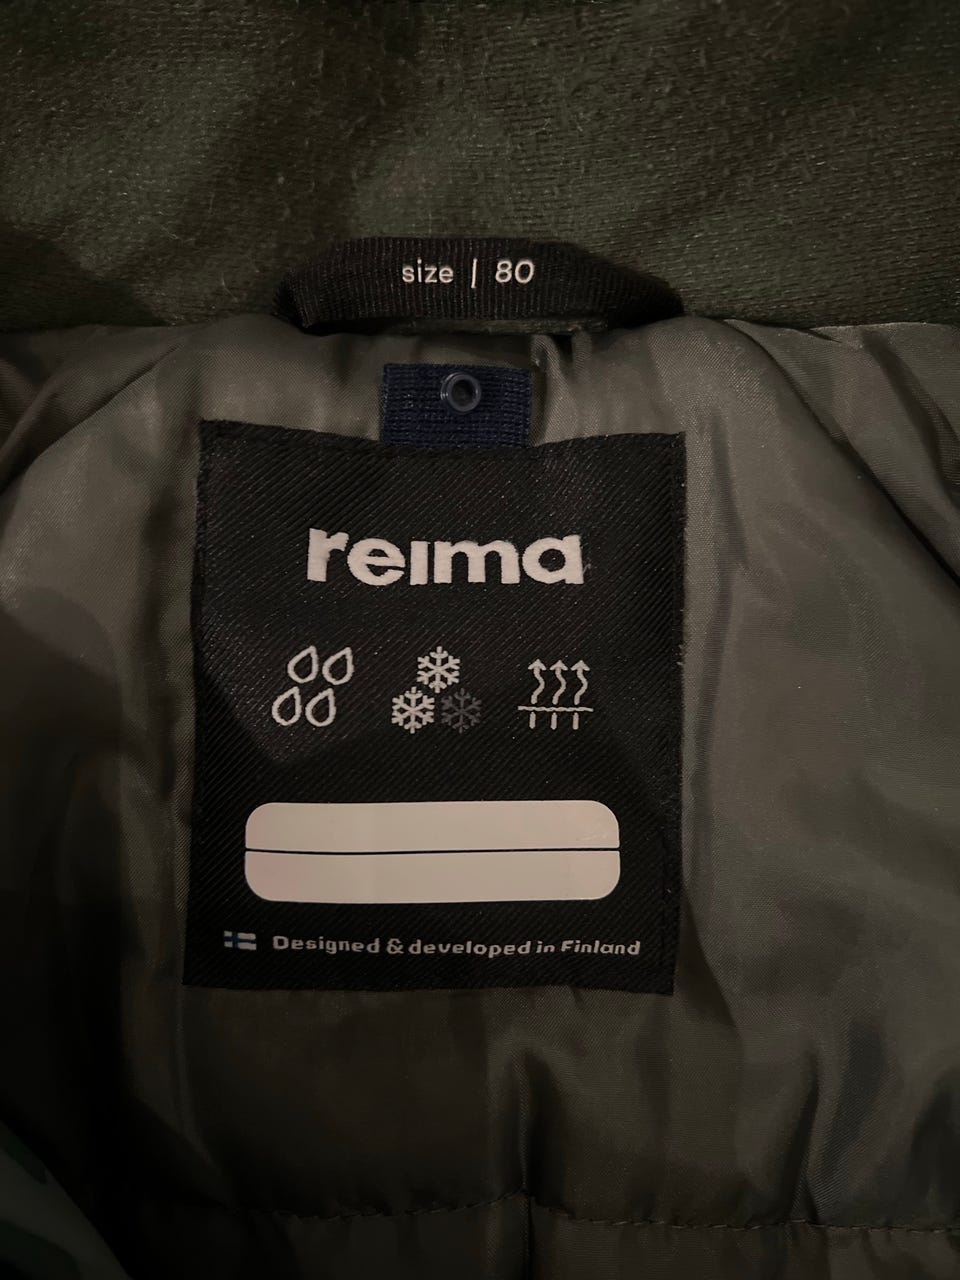 size | 80
reima
Designed & developed in Finland